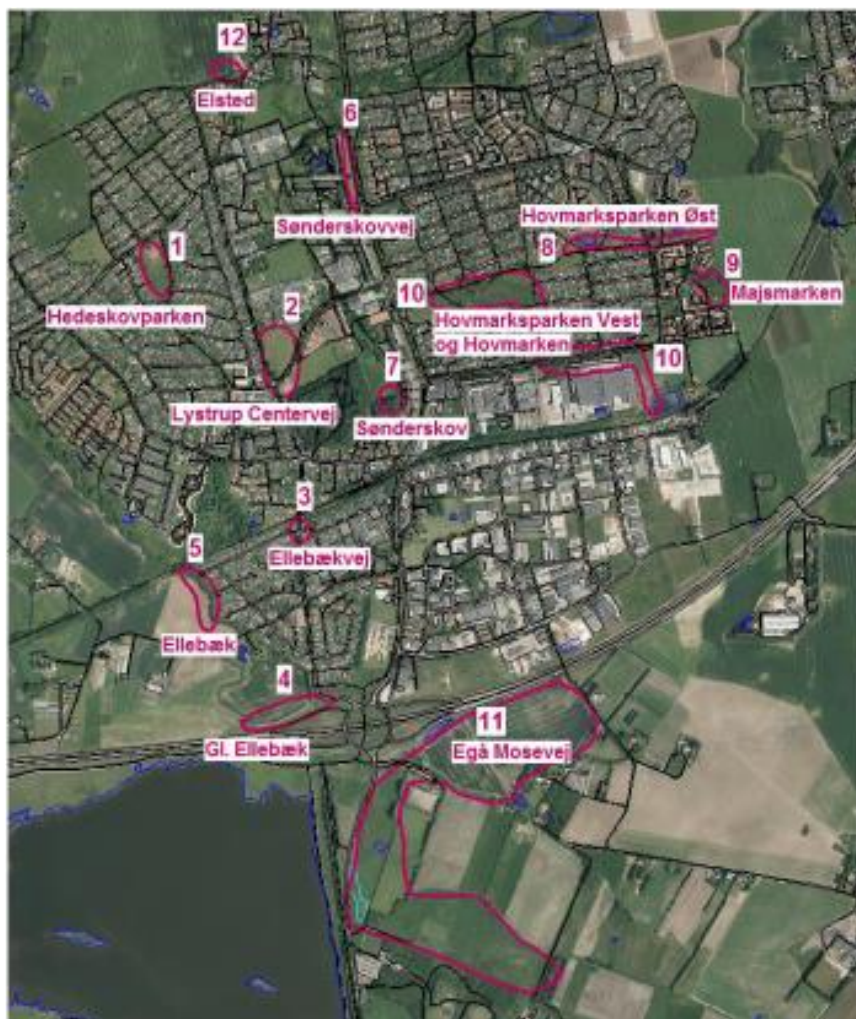 12
Elsted
6
Sønderskovvej
Hovmarksparken Øst
8
1
Hedeskovparken
9
Majsmarken
2
Lystrup Centervej
10
Hovmarksparken Vest
og Hovmarken
10
7
Sønderskov
3
Ellebækvej
5
Ellebæk
4
Gl. Ellebæk
11
Egå Mosevej